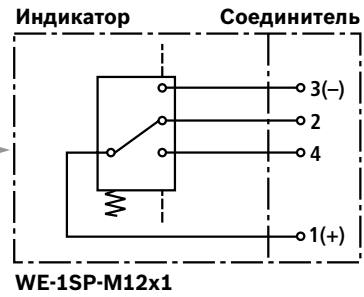 Индикатор Соединитель
3(–)
2
4
1(+)
WE-1SP-M12x1